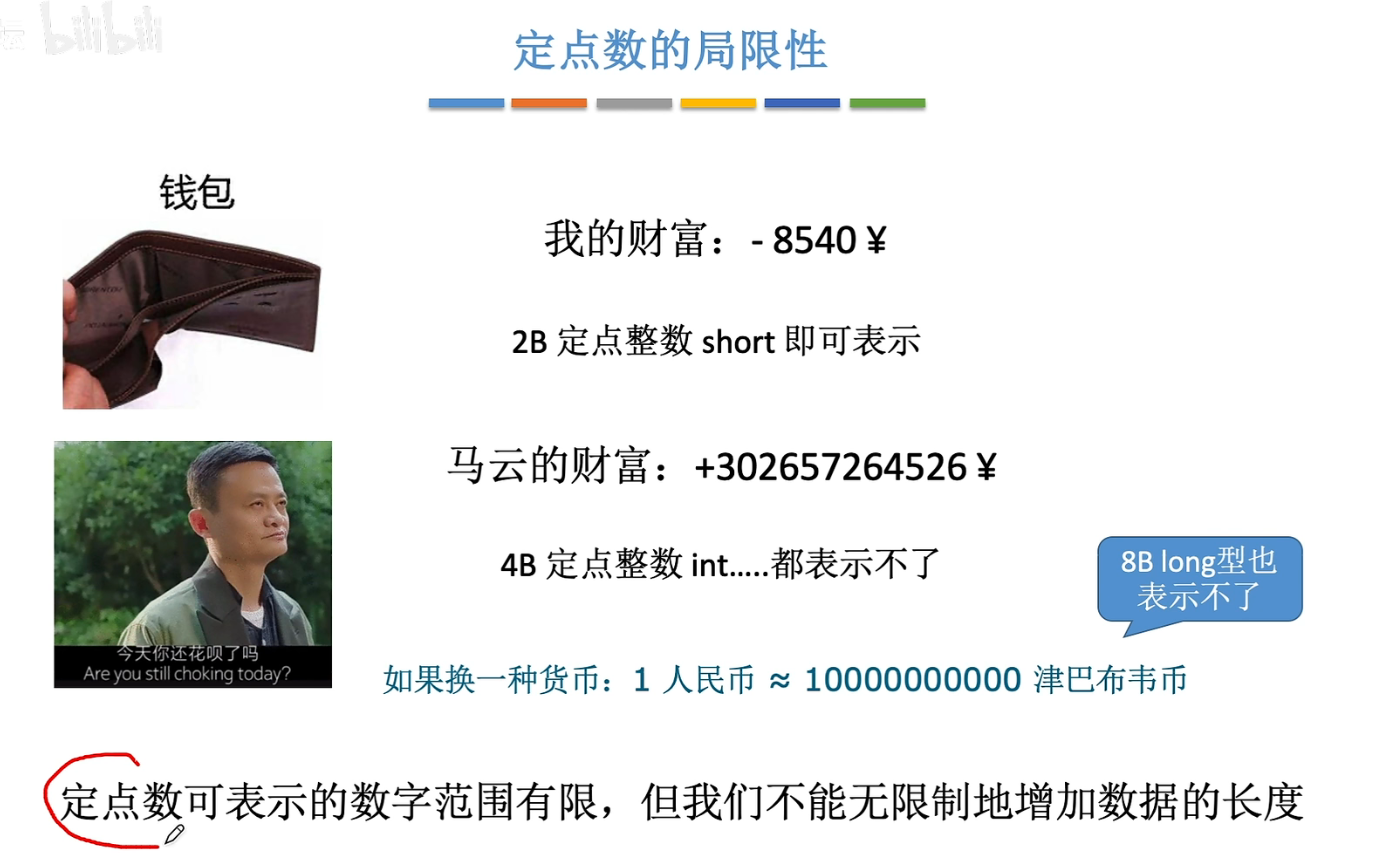 坛 bilibili
定点数的局限性
钱包
我的财富：- 8540 ¥
2B 定点整数 short 即可表示
马云的财富：+302657264526 ¥
4B 定点整数 int…..都表示不了
8B long型也
表示不了
今天你还花呗了吗
Are you still choking today?
如果换一种货币：1 人民币 ≈ 10000000000 津巴布韦币
定点数可表示的数字范围有限，但我们不能无限制地增加数据的长度